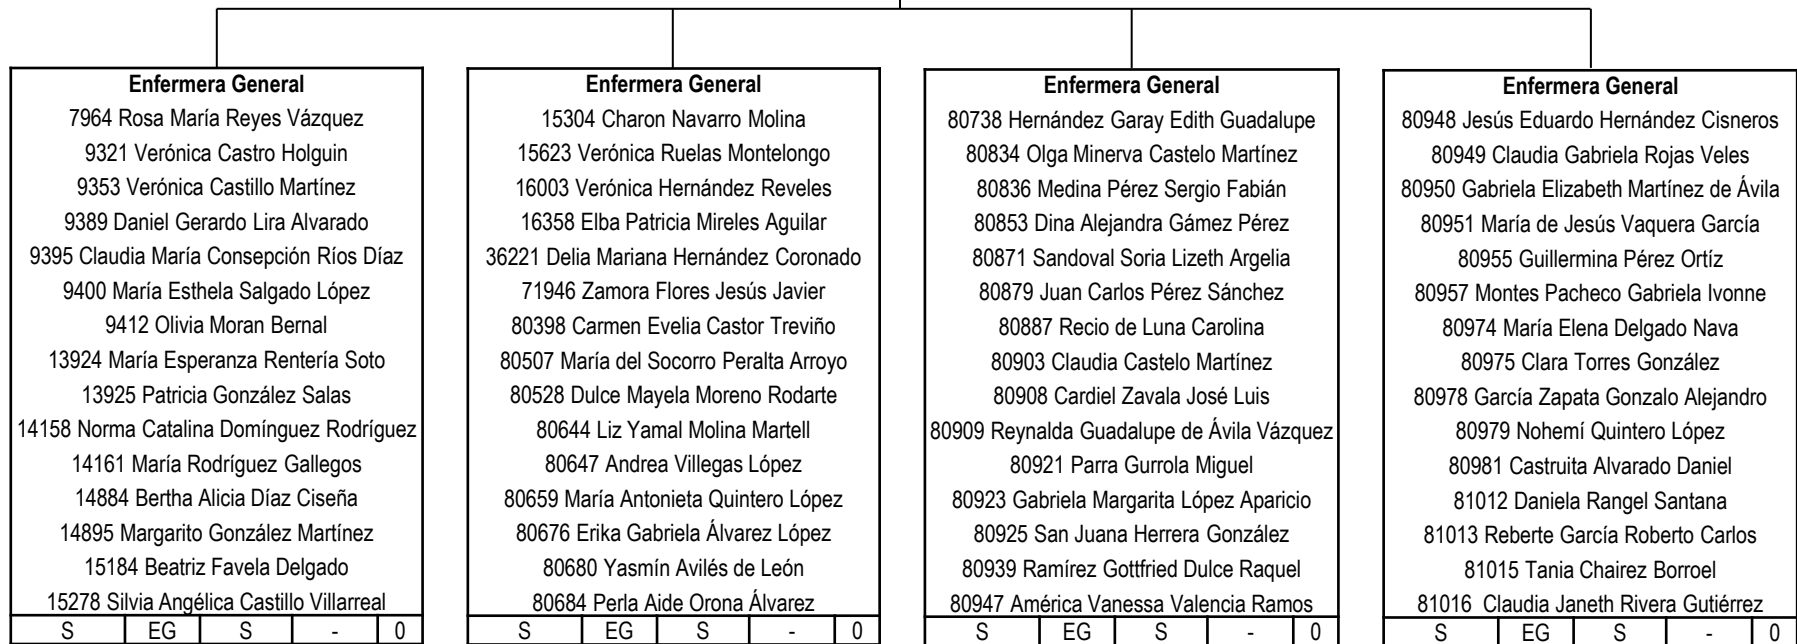 Enfermera General
7964 Rosa María Reyes Vázquez
9321 Verónica Castro Holguin
9353 Verónica Castillo Martínez
9389 Daniel Gerardo Lira Alvarado
9395 Claudia María Consepción Ríos Díaz
9400 María Esthela Salgado López
9412 Olivia Moran Bernal
13924 María Esperanza Rentería Soto
13925 Patricia González Salas
14158 Norma Catalina Domínguez Rodríguez
14161 María Rodríguez Gallegos
14884 Bertha Alicia Díaz Ciseña
14895 Margarito González Martínez
15184 Beatriz Favela Delgado
15278 Silvia Angélica Castillo Villarreal
S EG S - 0
Enfermera General
15304 Charon Navarro Molina
15623 Verónica Ruelas Montelongo
16003 Verónica Hernández Reveles
16358 Elba Patricia Mireles Aguilar
36221 Delia Mariana Hernández Coronado
71946 Zamora Flores Jesús Javier
80398 Carmen Evelia Castor Treviño
80507 María del Socorro Peralta Arroyo
80528 Dulce Mayela Moreno Rodarte
80644 Liz Yamal Molina Martell
80647 Andrea Villegas López
80659 María Antonieta Quintero López
80676 Erika Gabriela Álvarez López
80680 Yasmín Avilés de León
80684 Perla Aide Orona Álvarez
S EG S - 0
Enfermera General
80738 Hernández Garay Edith Guadalupe
80834 Olga Minerva Castelo Martínez
80836 Medina Pérez Sergio Fabián
80853 Dina Alejandra Gámez Pérez
80871 Sandoval Soria Lizeth Argelia
80879 Juan Carlos Pérez Sánchez
80887 Recio de Luna Carolina
80903 Claudia Castelo Martínez
80908 Cardiel Zavala José Luis
80909 Reynalda Guadalupe de Ávila Vázquez
80921 Parra Gurrola Miguel
80923 Gabriela Margarita López Aparicio
80925 San Juana Herrera González
80939 Ramírez Gottfried Dulce Raquel
80947 América Vanessa Valencia Ramos
S EG S - 0
Enfermera General
80948 Jesús Eduardo Hernández Cisneros
80949 Claudia Gabriela Rojas Veles
80950 Gabriela Elizabeth Martínez de Ávila
80951 María de Jesús Vaquera García
80955 Guillermina Pérez Ortíz
80957 Montes Pacheco Gabriela Ivonne
80974 María Elena Delgado Nava
80975 Clara Torres González
80978 García Zapata Gonzalo Alejandro
80979 Nohemí Quintero López
80981 Castruita Alvarado Daniel
81012 Daniela Rangel Santana
81013 Reberte García Roberto Carlos
81015 Tania Chairez Borroel
81016 Claudia Janeth Rivera Gutiérrez
S EG S - 0